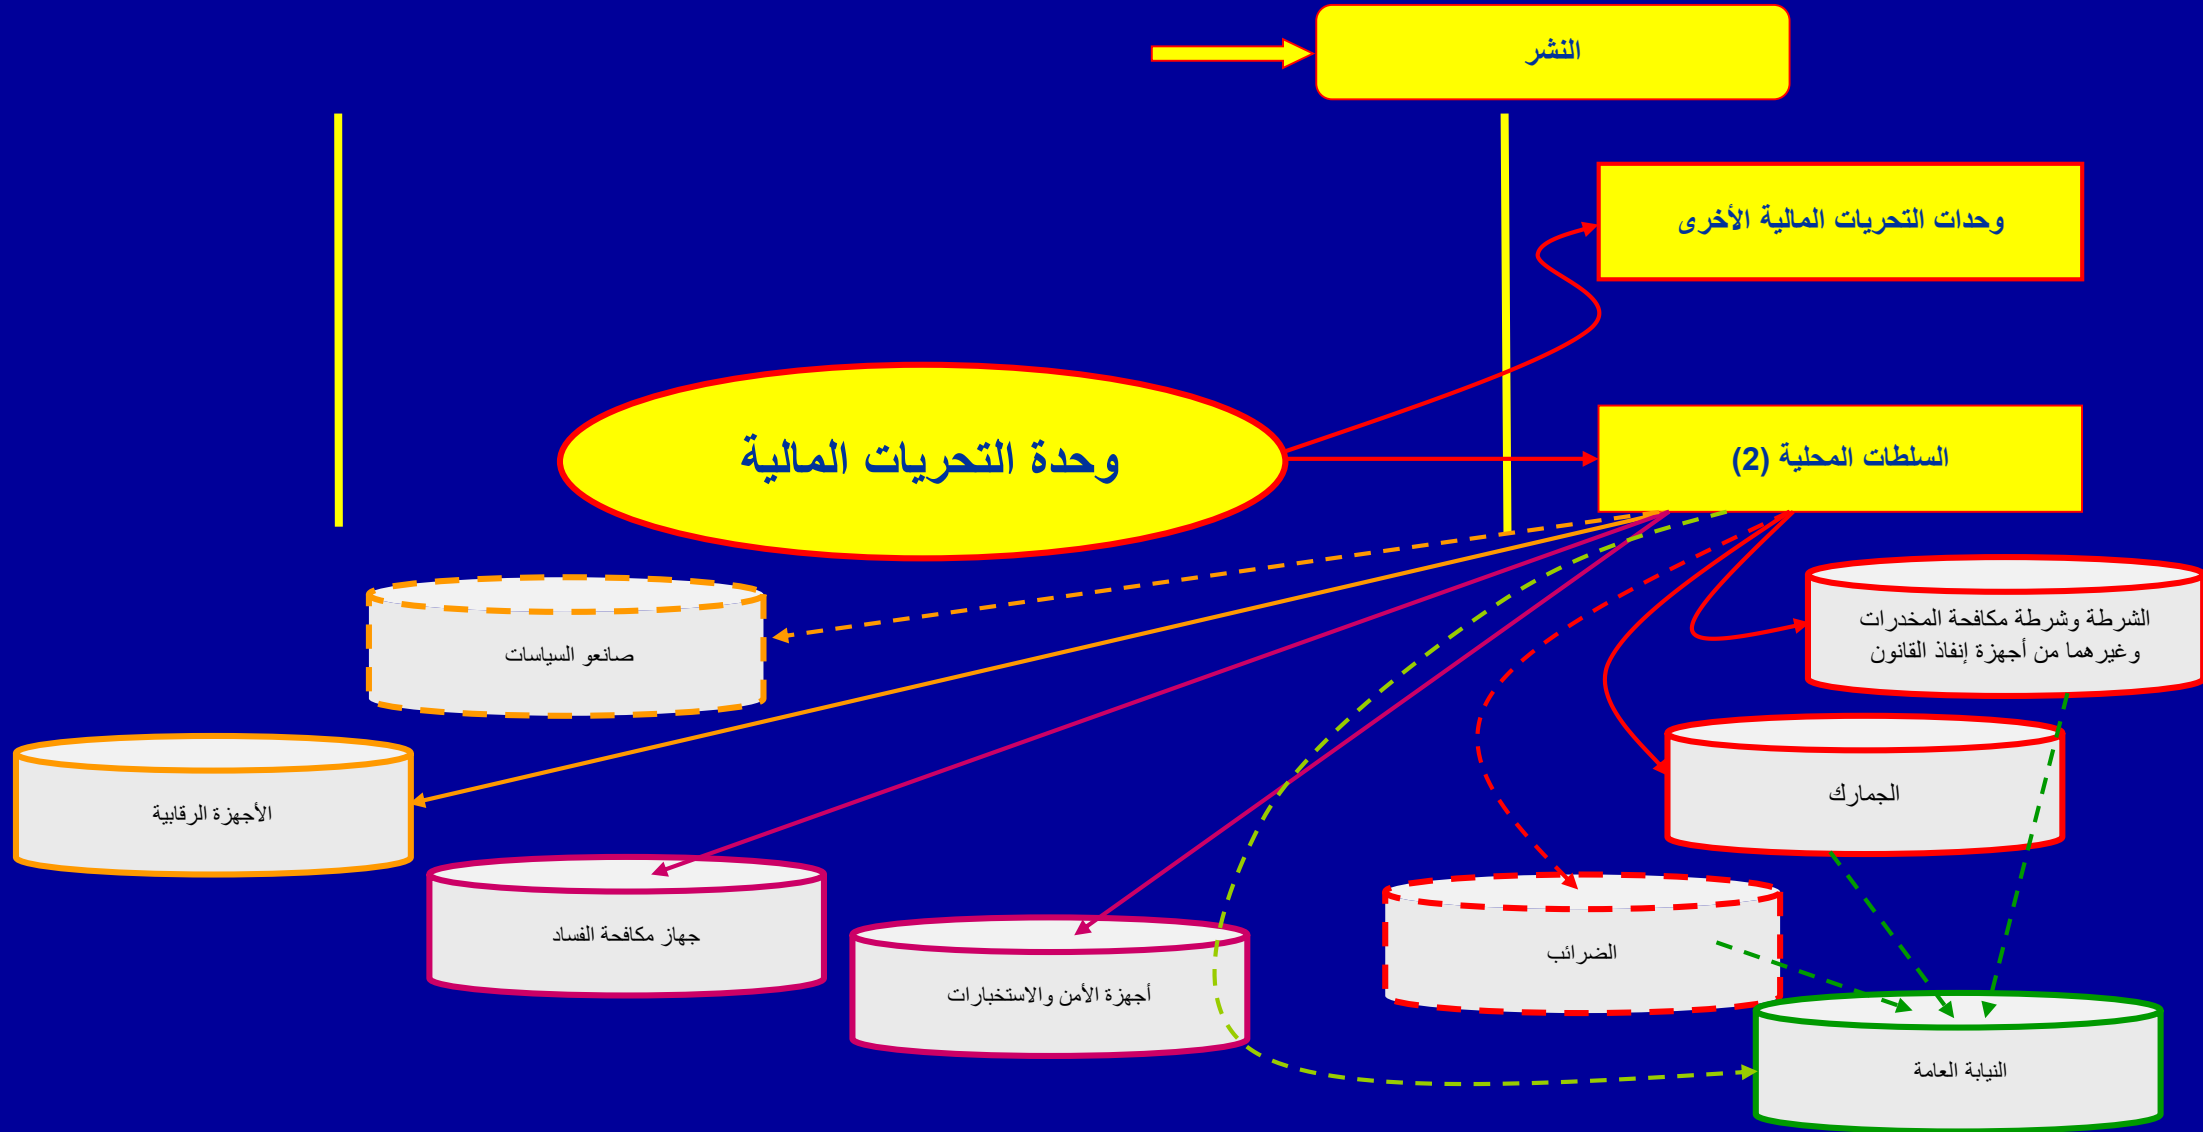 النشر
وحدات التحريات المالية الأخرى
وحدة التحريات المالية
السلطات المحلية (2)
الشرطة وشرطة مكافحة المخدرات
وغيرهما من أجهزة إنفاذ القانون
صانعو السياسات
الجمارك
الأجهزة الرقابية
جهاز مكافحة الفساد
الضرائب
أجهزة الأمن والاستخبارات
النيابة العامة